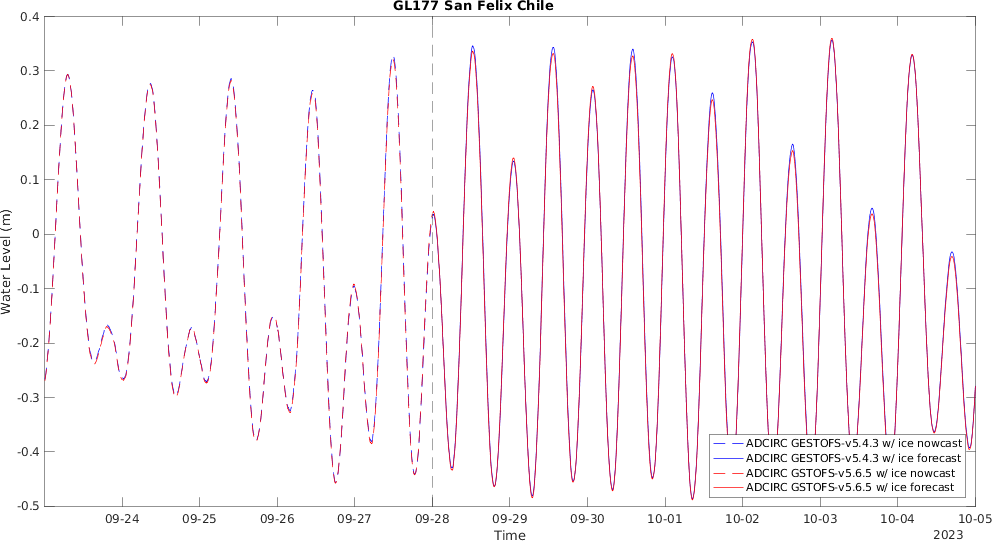 GL177 San Felix Chile
0.4
0.3
0.2
0.1
0
-0.1
-0.2
-0.3
-0.4
-0.5
Water Level (m)
ADCIRC GESTOFS-v5.4.3 w/ ice nowcast
ADCIRC GESTOFS-v5.4.3 w/ ice forecast
ADCIRC GSTOFS-v5.6.5 w/ ice nowcast
ADCIRC GSTOFS-v5.6.5 w/ ice forecast
09-24 09-25 09-26 09-27 09-28 09-29 09-30 10-01 10-02 10-03 10-04 10-05
Time
2023